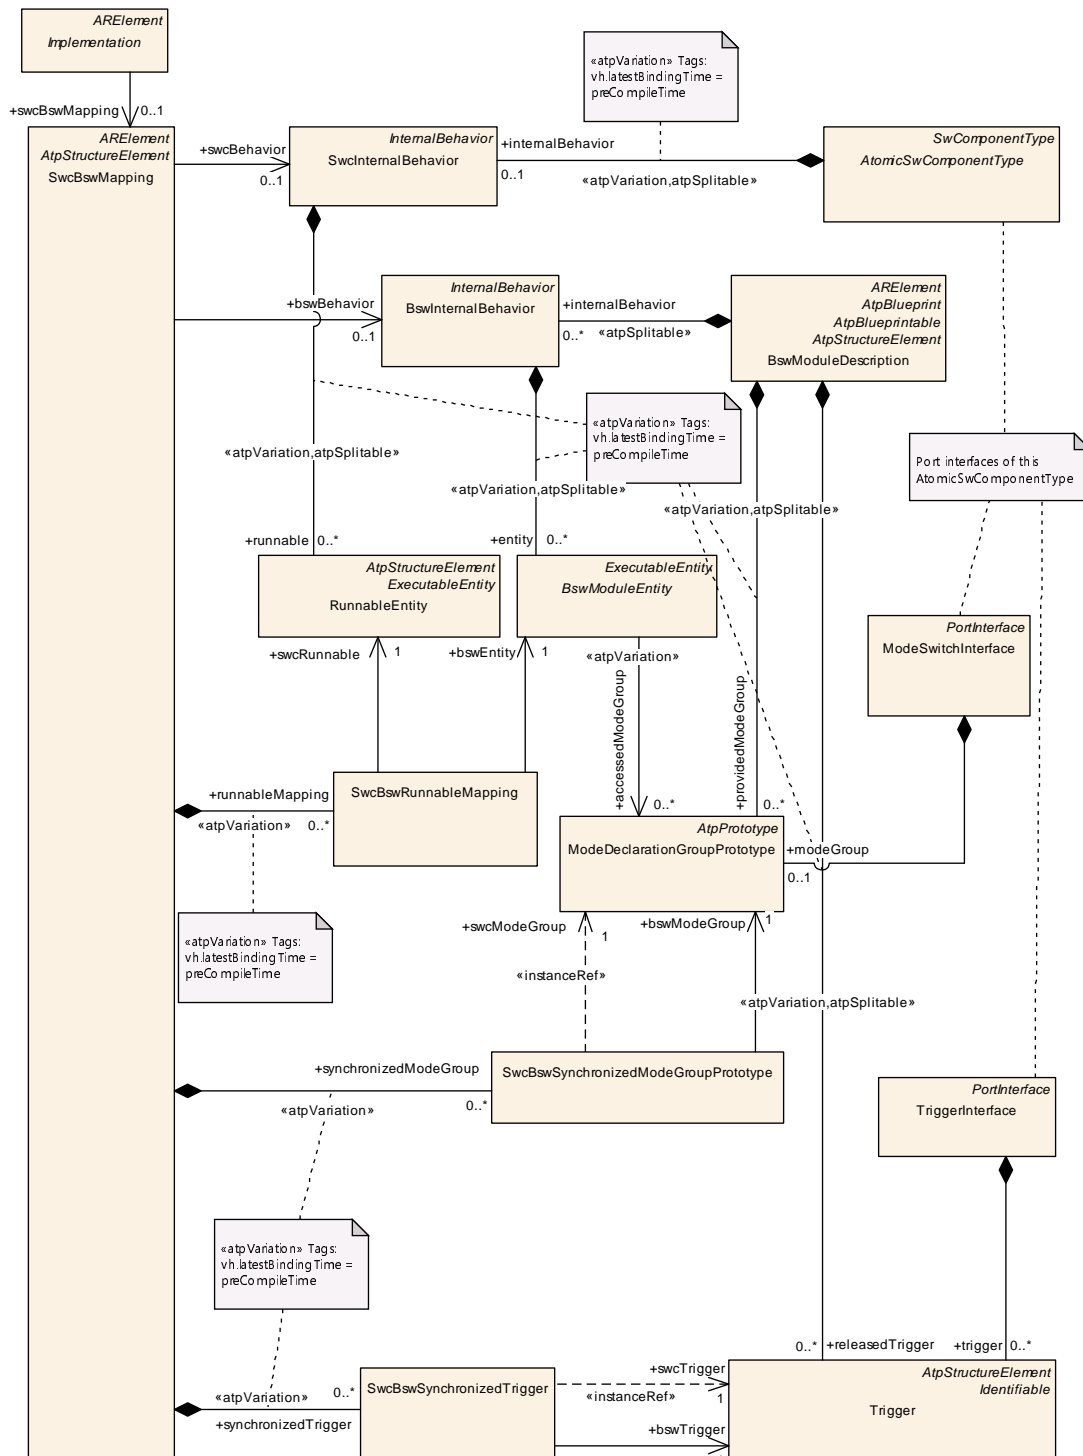 ARElement
Implementation
+swcBswMapping
0..1
«atpVariation» Tags:
vh.latestBindingTime =
preCompileTime
ARElement
AtpStructureElement
SwcBswMapping
+swcBehavior
0..1
InternalBehavior
SwcInternalBehavior
+internalBehavior
0..1
«atpVariation,atpSplitable»
SwComponentType
AtomicSwComponentType
+bswBehavior
0..1
InternalBehavior
BswInternalBehavior
+internalBehavior
0..*
«atpSplitable»
ARElement
AtpBlueprint
AtpBlueprintable
AtpStructureElement
BswModuleDescription
«atpVariation» Tags:
vh.latestBindingTime =
preCompileTime
«atpVariation,atpSplitable»
«atpVariation,atpSplitable»
«atpVariation,atpSplitable»
Port interfaces of this
AtomicSwComponentType
+runnable
0..*
+entity
0..*
AtpStructureElement
ExecutableEntity
RunnableEntity
ExecutableEntity
BswModuleEntity
PortInterface
ModeSwitchInterface
+swcRunnable
1
+bswEntity
1
«atpVariation»
+accessedModeGroup
0..*
+providedModeGroup
0..*
+runnableMapping
«atpVariation»
0..*
SwcBswRunnableMapping
AtpPrototype
ModeDeclarationGroupPrototype
+modeGroup
0..1
«atpVariation» Tags:
vh.latestBindingTime =
preCompileTime
+swcModeGroup
1
+bswModeGroup
1
«instanceRef»
«atpVariation,atpSplitable»
+synchronizedModeGroup
«atpVariation»
0..*
SwcBswSynchronizedModeGroupPrototype
PortInterface
TriggerInterface
«atpVariation» Tags:
vh.latestBindingTime =
preCompileTime
0..*
+releasedTrigger
+trigger
0..*
«atpVariation»
0..*
+synchronizedTrigger
SwcBswSynchronizedTrigger
+swcTrigger
«instanceRef»
1
+bswTrigger
AtpStructureElement
Identifiable
Trigger